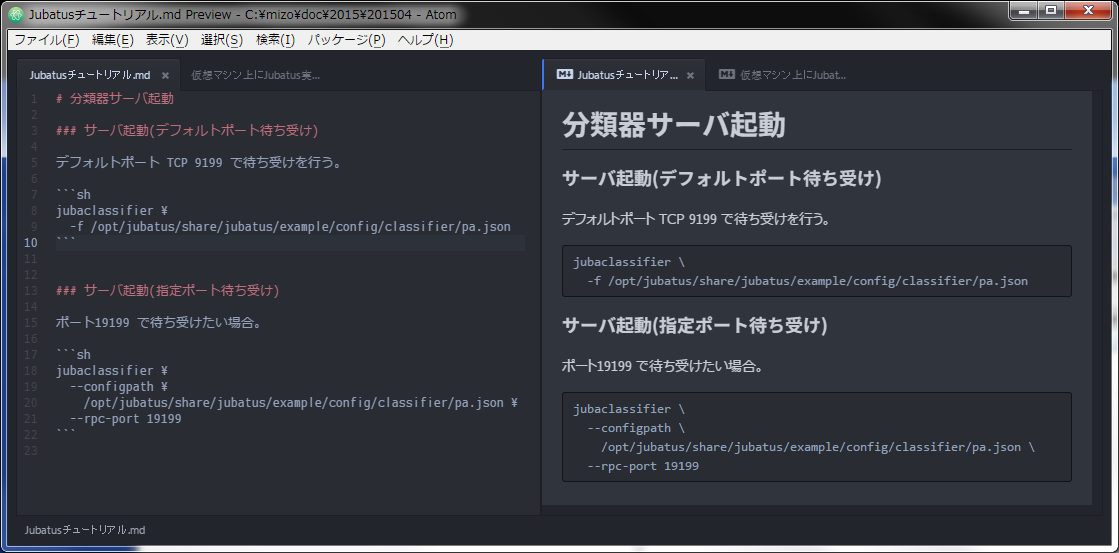 Jubatusチュートリアル.md Preview - C:¥mizo¥doc¥2015¥201504 - Atom
ファイル(F) 編集(E) 表示(V) 選択(S) 検索(I) パッケージ(P) ヘルプ(H)
Jubatusチュートリアル.md × 仮想マシン上にJubatus実...
1 # 分類器サーバ起動
2
3 ### サーバ起動(デフォルトポート待ち受け)
4
5 デフォルトポート TCP 9199 で待ち受けを行う。
6
7 ```sh
8 jubaclassifier ¥
9 -f /opt/jubatus/share/jubatus/example/config/classifier/pa.json
10 ```
11
12
13 ### サーバ起動(指定ポート待ち受け)
14
15 ポート19199 で待ち受けたい場合。
16
17 ```sh
18 jubaclassifier ¥
19 --configpath ¥
20 /opt/jubatus/share/jubatus/example/config/classifier/pa.json ¥
21 --rpc-port 19199
22 ```
23
Jubatusチュートリア... × 仮想マシン上にJubat...
分類器サーバ起動
サーバ起動(デフォルトポート待ち受け)
デフォルトポート TCP 9199 で待ち受けを行う。
jubaclassifier \
-f /opt/jubatus/share/jubatus/example/config/classifier/pa.json
サーバ起動(指定ポート待ち受け)
ポート19199 で待ち受けたい場合。
jubaclassifier \
--configpath \
/opt/jubatus/share/jubatus/example/config/classifier/pa.json \
--rpc-port 19199
Jubatusチュートリアル.md